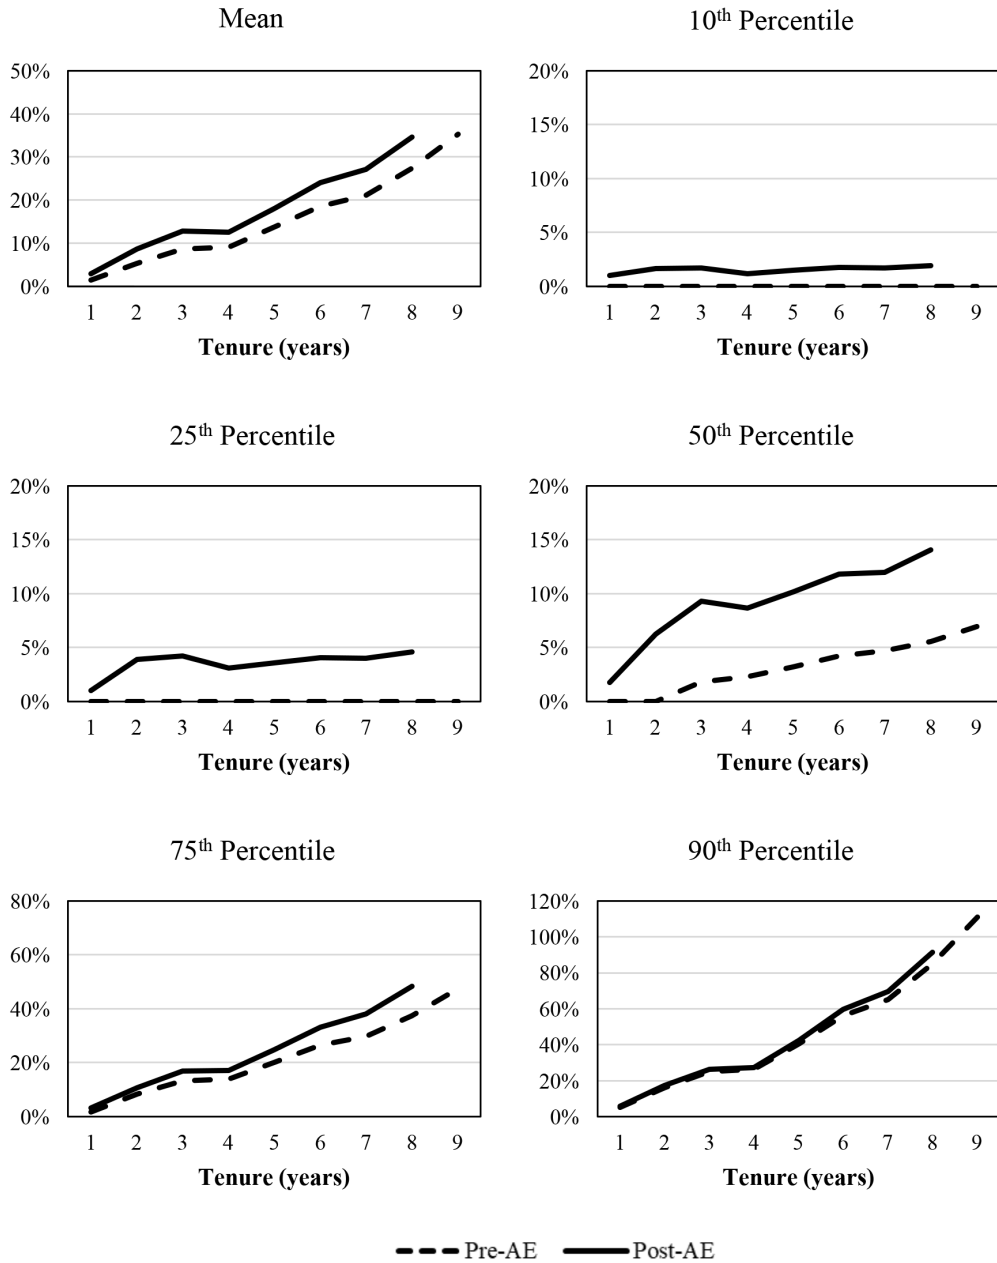 Mean
50%
40%
30%
20%
10%
0%
1 2 3 4 5 6 7 8 9
Tenure (years)
10th Percentile
20%
15%
10%
5%
0%
1 2 3 4 5 6 7 8 9
Tenure (years)
25th Percentile
20%
15%
10%
5%
0%
1 2 3 4 5 6 7 8 9
Tenure (years)
50th Percentile
20%
15%
10%
5%
0%
1 2 3 4 5 6 7 8 9
Tenure (years)
75th Percentile
80%
60%
40%
20%
0%
1 2 3 4 5 6 7 8 9
Tenure (years)
90th Percentile
120%
100%
80%
60%
40%
20%
0%
1 2 3 4 5 6 7 8 9
Tenure (years)
Pre-AE Post-AE